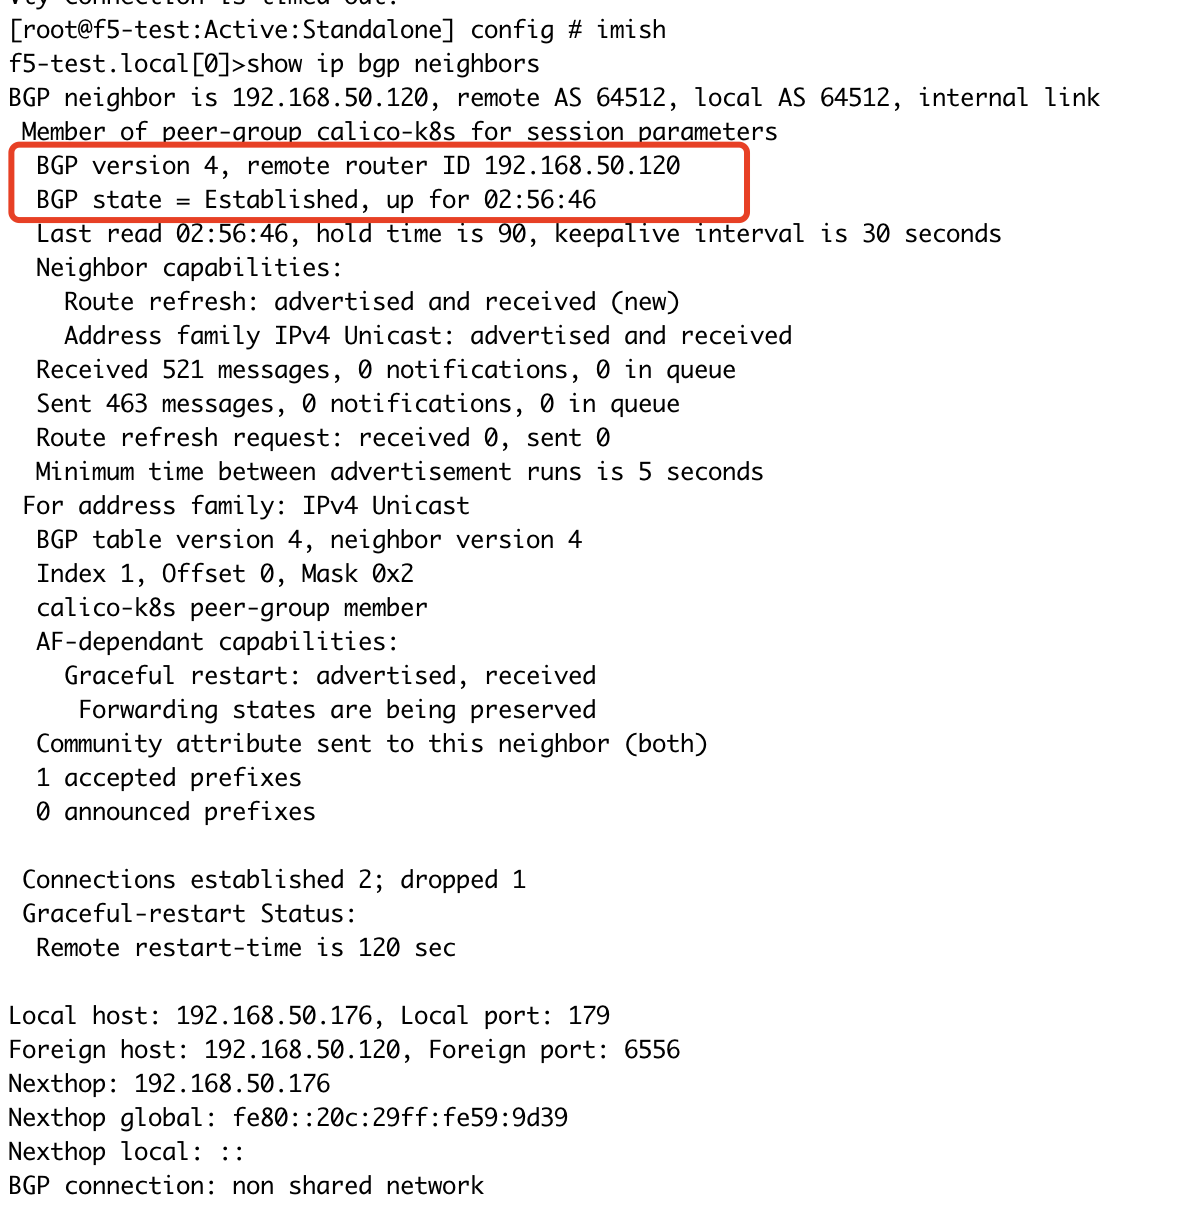 vty connection is timed out.
[root@f5-test:Active:Standalone] config # imish
f5-test.local[0]>show ip bgp neighbors
BGP neighbor is 192.168.50.120, remote AS 64512, local AS 64512, internal link
 Member of peer-group calico-k8s for session parameters
  BGP version 4, remote router ID 192.168.50.120
  BGP state = Established, up for 02:56:46
  Last read 02:56:46, hold time is 90, keepalive interval is 30 seconds
  Neighbor capabilities:
    Route refresh: advertised and received (new)
    Address family IPv4 Unicast: advertised and received
  Received 521 messages, 0 notifications, 0 in queue
  Sent 463 messages, 0 notifications, 0 in queue
  Route refresh request: received 0, sent 0
  Minimum time between advertisement runs is 5 seconds
 For address family: IPv4 Unicast
  BGP table version 4, neighbor version 4
  Index 1, Offset 0, Mask 0x2
  calico-k8s peer-group member
  AF-dependant capabilities:
    Graceful restart: advertised, received
     Forwarding states are being preserved
  Community attribute sent to this neighbor (both)
  1 accepted prefixes
  0 announced prefixes

 Connections established 2; dropped 1
 Graceful-restart Status:
  Remote restart-time is 120 sec

Local host: 192.168.50.176, Local port: 179
Foreign host: 192.168.50.120, Foreign port: 6556
Nexthop: 192.168.50.176
Nexthop global: fe80::20c:29ff:fe59:9d39
Nexthop local: ::
BGP connection: non shared network